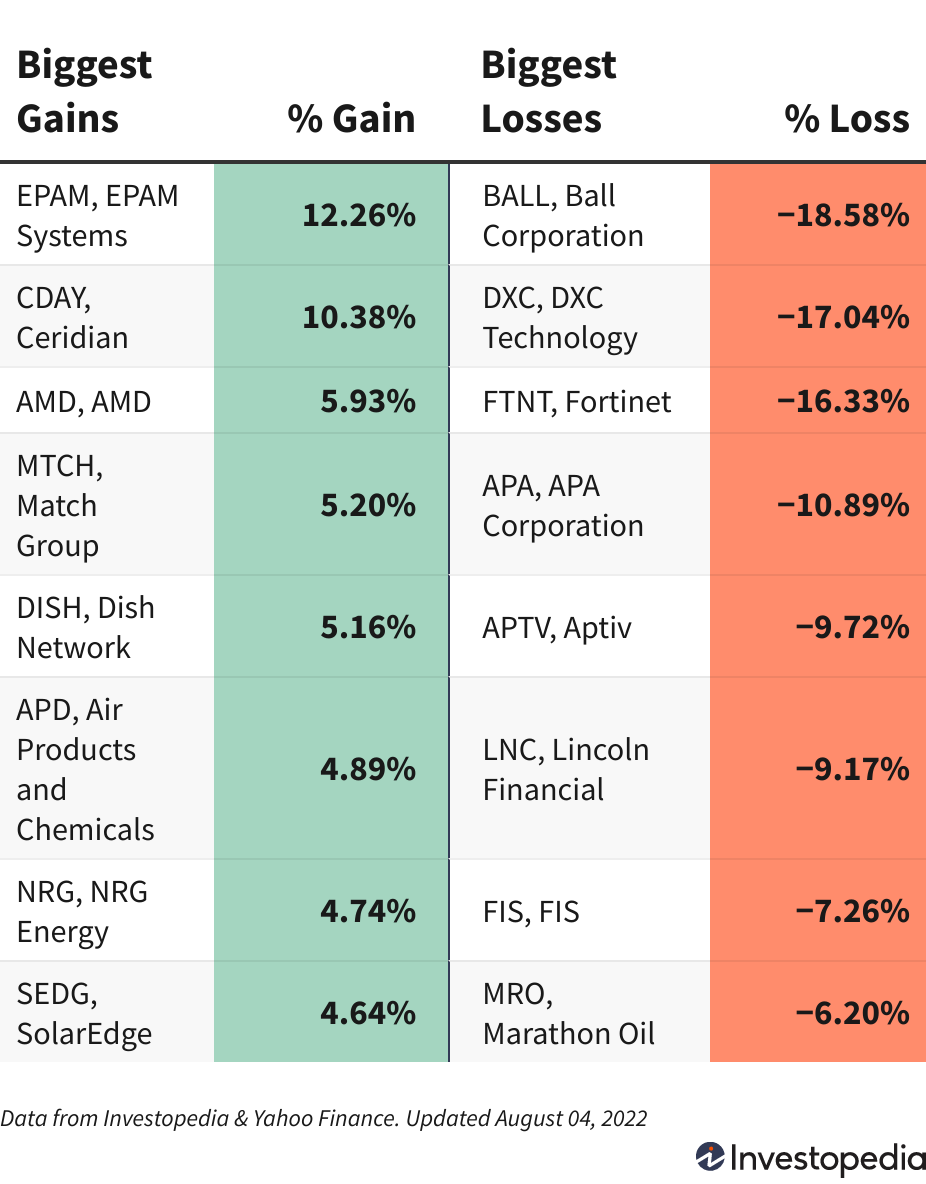 Biggest
Gains
% Gain
Biggest
Losses
% Loss
EPAM, EPAM
Systems
12.26%
BALL, Ball
Corporation
−18.58%
CDAY,
Ceridian
10.38%
DXC, DXC
Technology
−17.04%
AMD, AMD
5.93%
FTNT, Fortinet
−16.33%
MTCH,
Match
Group
5.20%
APA, APA
Corporation
−10.89%
DISH, Dish
Network
5.16%
APTV, Aptiv
−9.72%
APD, Air
Products
and
Chemicals
4.89%
LNC, Lincoln
Financial
−9.17%
NRG, NRG
Energy
4.74%
FIS, FIS
−7.26%
SEDG,
SolarEdge
4.64%
MRO,
Marathon Oil
−6.20%
Data from Investopedia & Yahoo Finance. Updated August 04, 2022
Investopedia